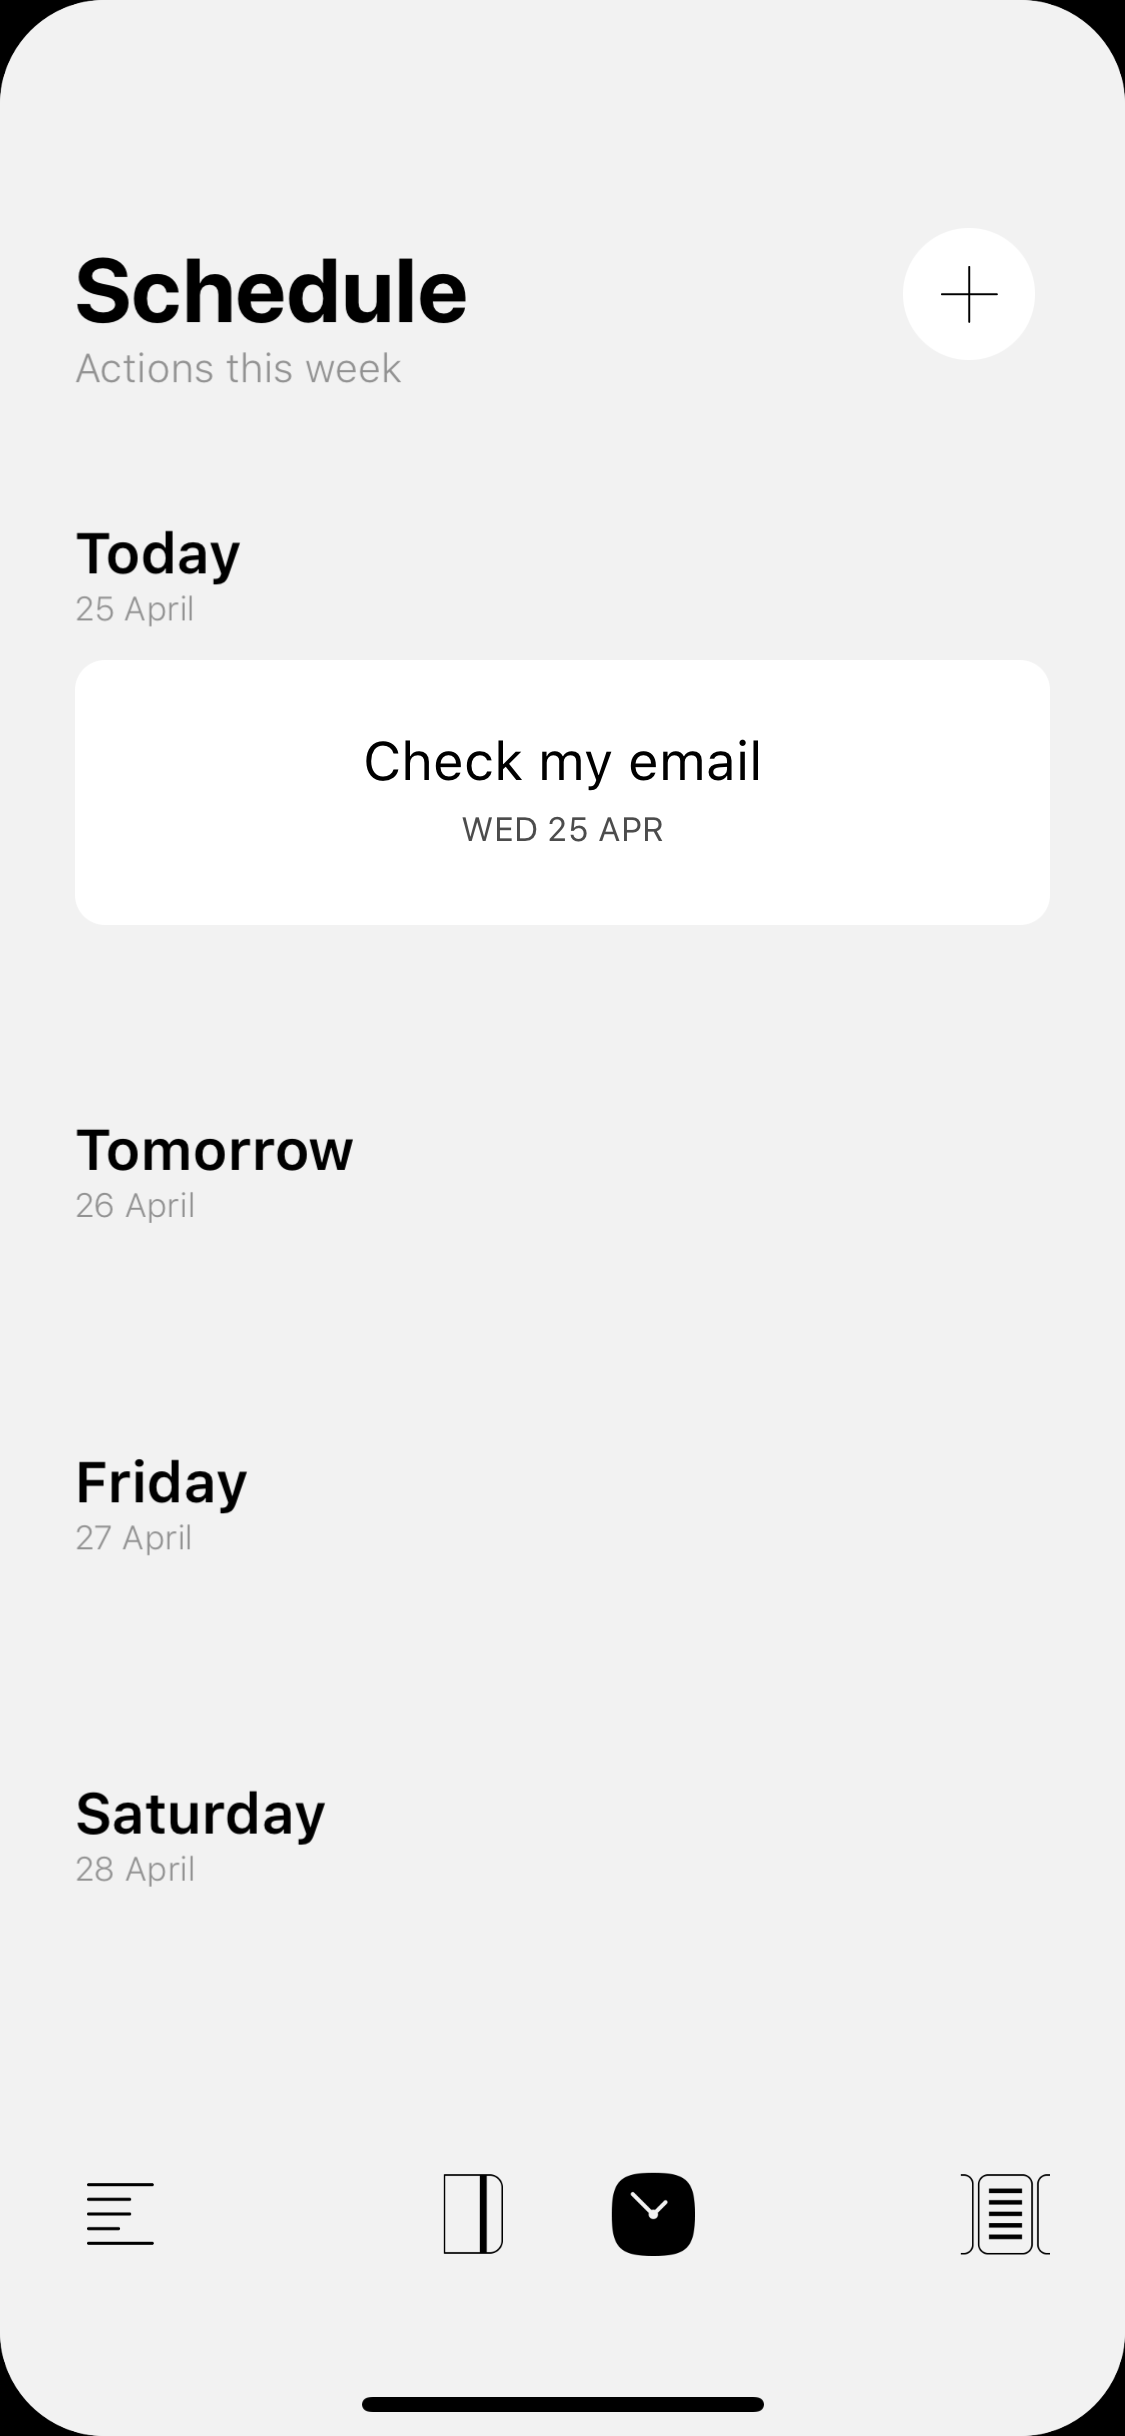 Schedule
Actions this week
Today
25 April
Check my email
WED 25 APR
Tomorrow
26 April
Friday
27 April
Saturday
28 April